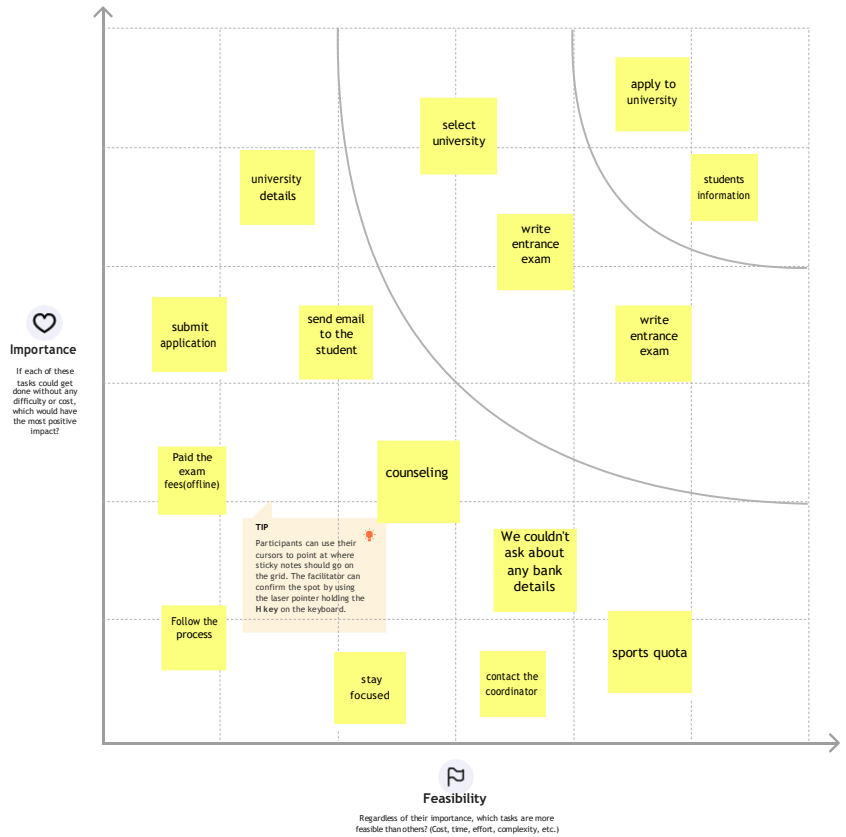 apply to
university
select
university
university
details
students
information
write
entrance
exam
submit
application
send email
to the
student
write
entrance
exam
Importance
If each of these
tasks could get
done without any
difficulty or cost,
which would have
the most positive
impact?
Paid the
exam
fees(offline)
counseling
TIP
Participants can use their
cursors to point at where
sticky notes should go on
the grid. The facilitator can
confirm the spot by using
the laser pointer holding the
H key on the keyboard.
We couldn't
ask about
any bank
details
Follow the
process
stay
focused
contact the
coordinator
sports quota
Feasibility
Regardless of their importance, which tasks are more
feasible than others? (Cost, time, effort, complexity, etc.)